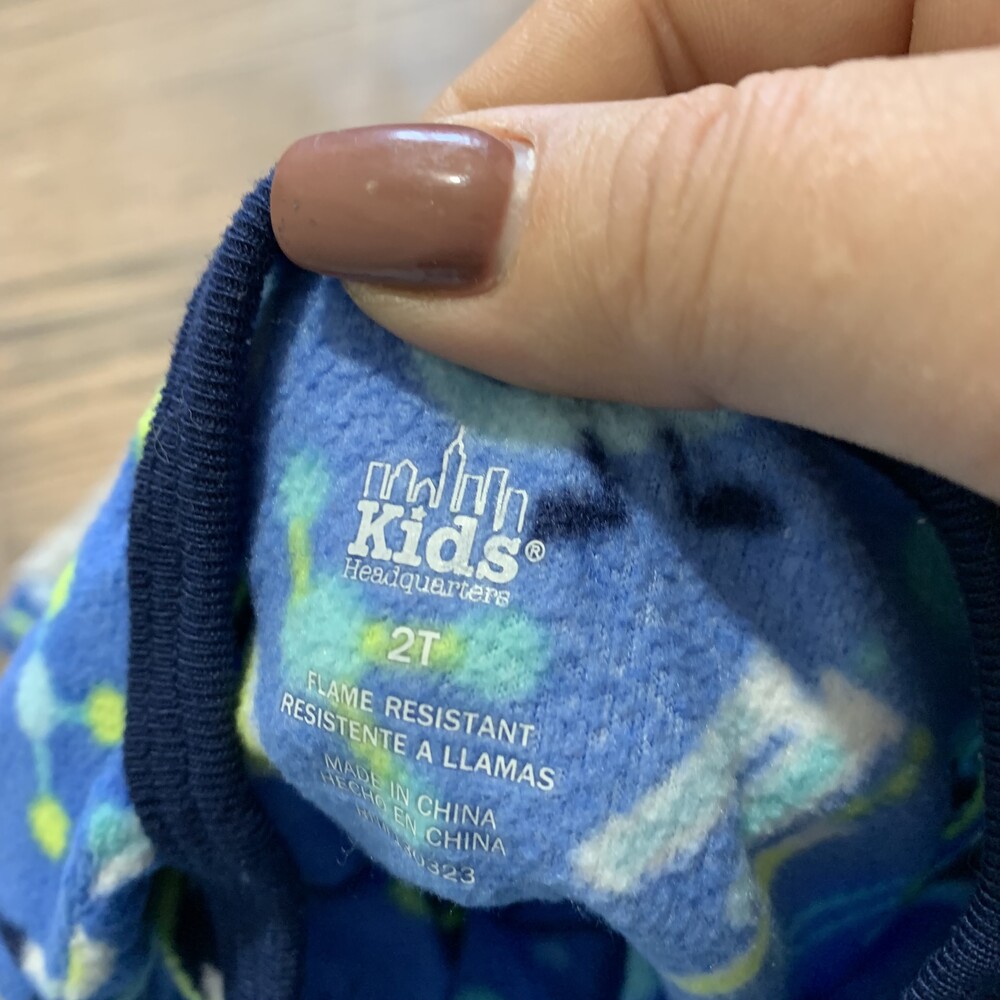 Kids®
Headquarters
2T
FLAME RESISTANT
RESISTENTE A LLAMAS
MADE IN CHINA
HECHO EN CHINA